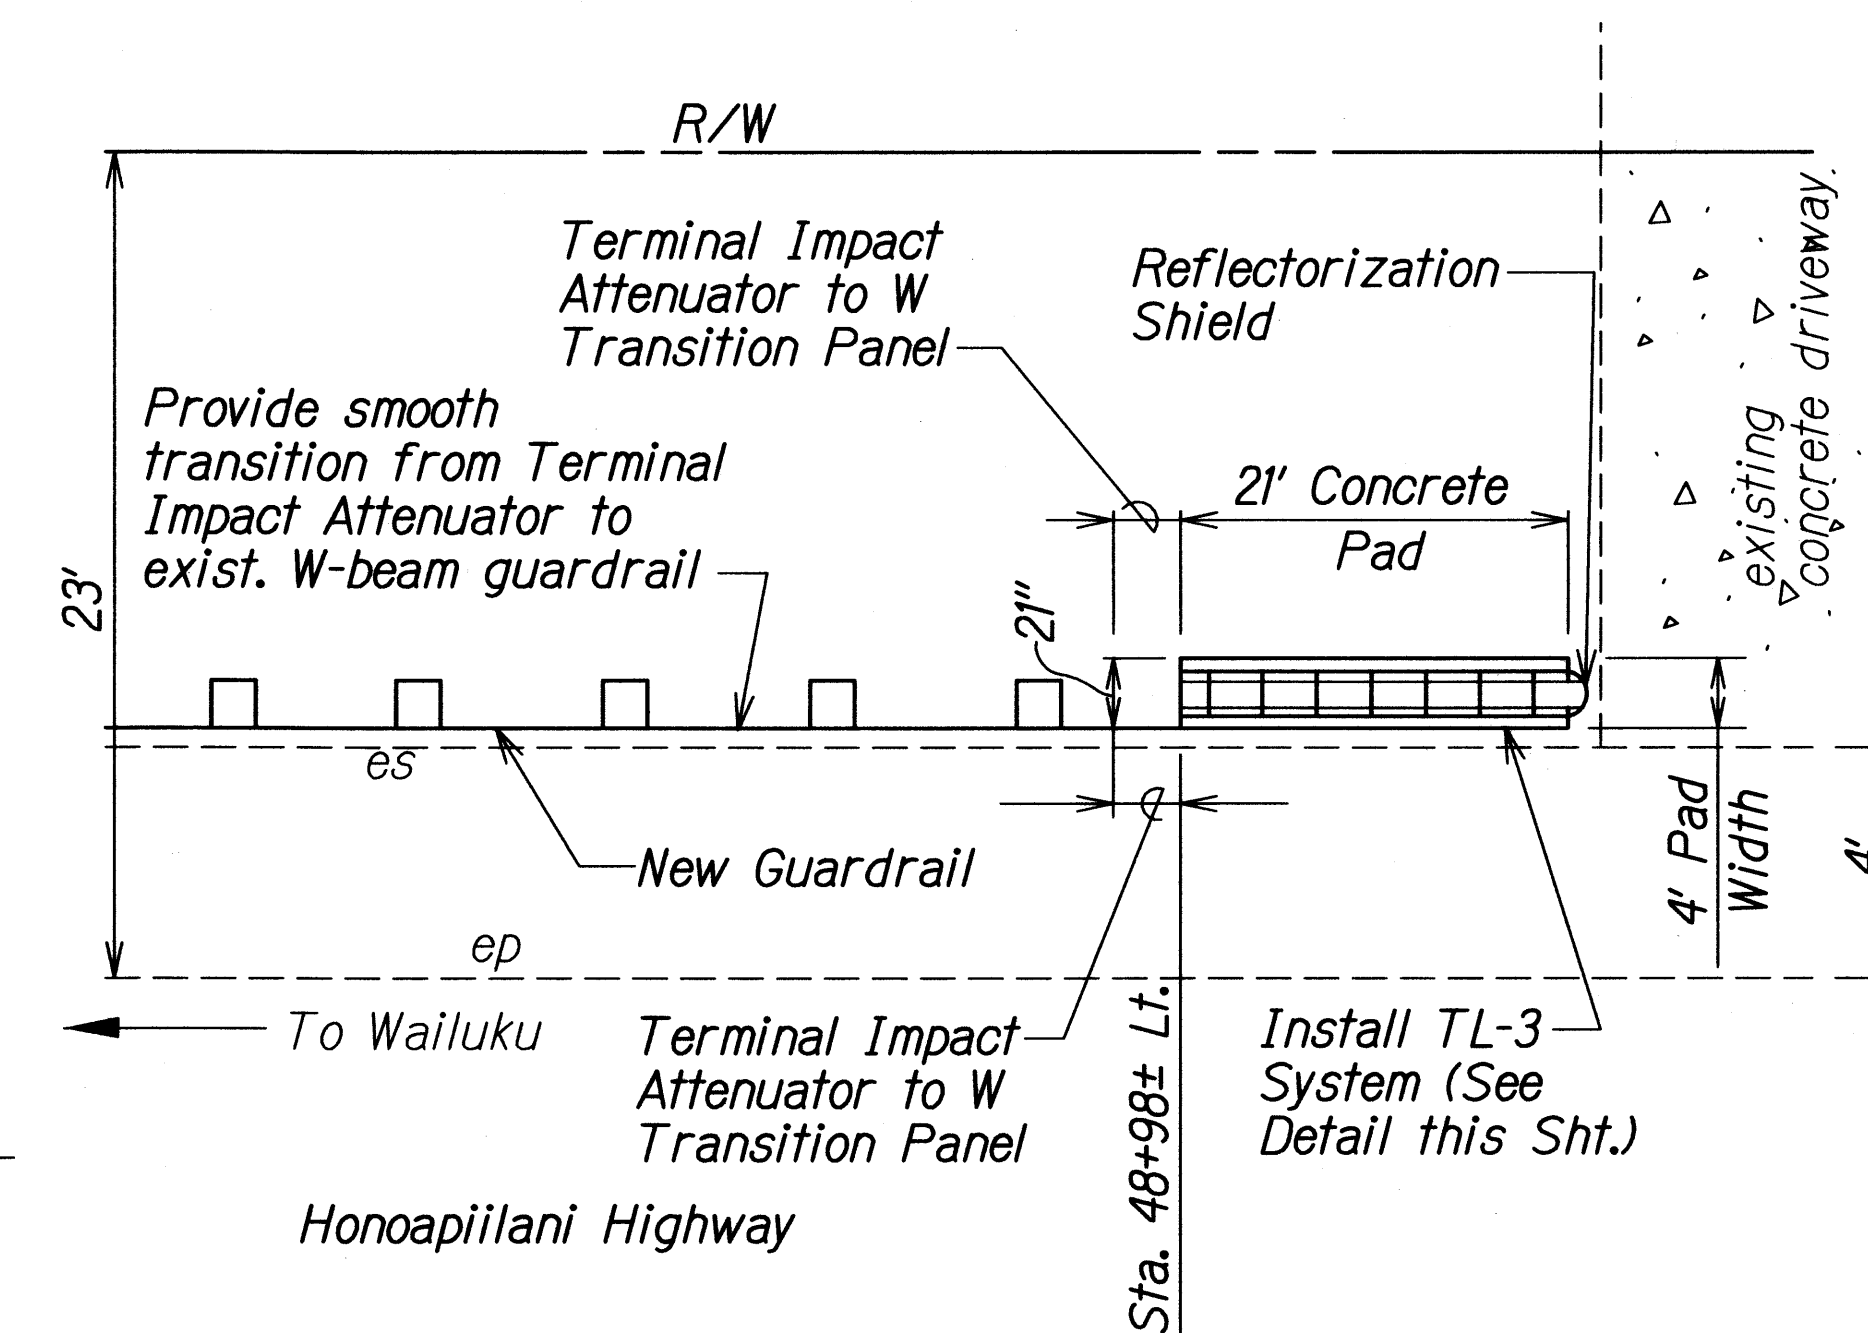 R/W
Terminal Impact
Attenuator to W
Transition Panel
Reflectorization
Shield
existing
concrete driveway
Provide smooth
transition from Terminal
Impact Attenuator to
exist. W-beam guardrail
21' Concrete
Pad
23'
21"
es
New Guardrail
4' Pad
Width
4'
ep
To Wailuku
Terminal Impact
Attenuator to W
Transition Panel
Sta. 48+98± Lt.
Install TL-3
System (See
Detail this Sht.)
Honoapiilani Highway